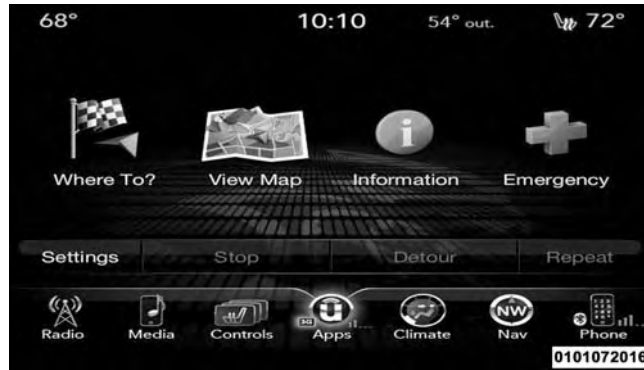 68° 10:10 54° out. 72°
i
Where To? View Map Information Emergency
Settings Stop Detour Repeat
NW
3G
Radio Media Controls Apps Climate Nav Phone
0101072016